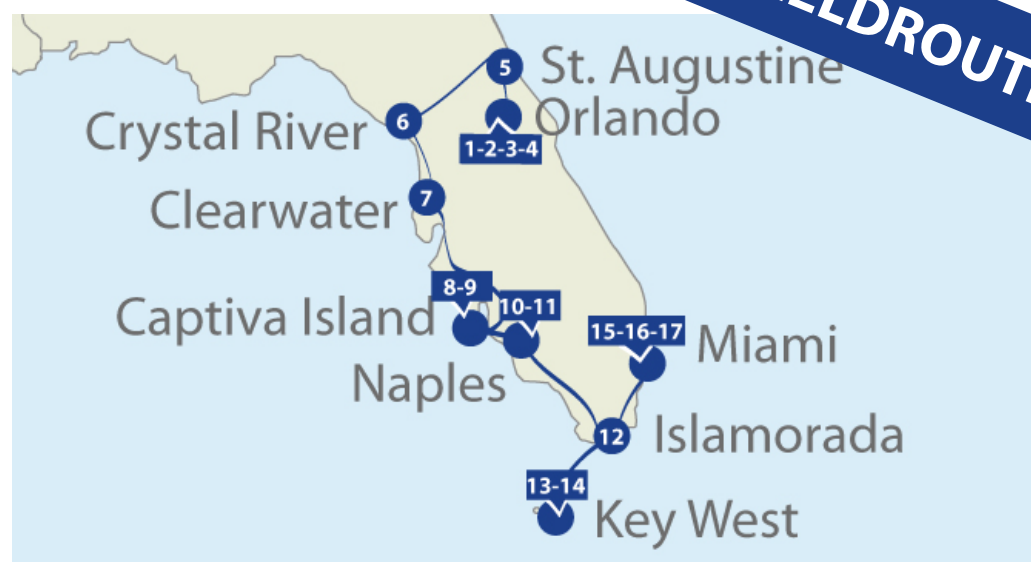 5 St. Augustine
Orlando
1-2-3-4
Crystal River 6
Clearwater 7
8-9
10-11
Captiva Island
15-16-17
Miami
Naples
12 Islamorada
13-14
Key West